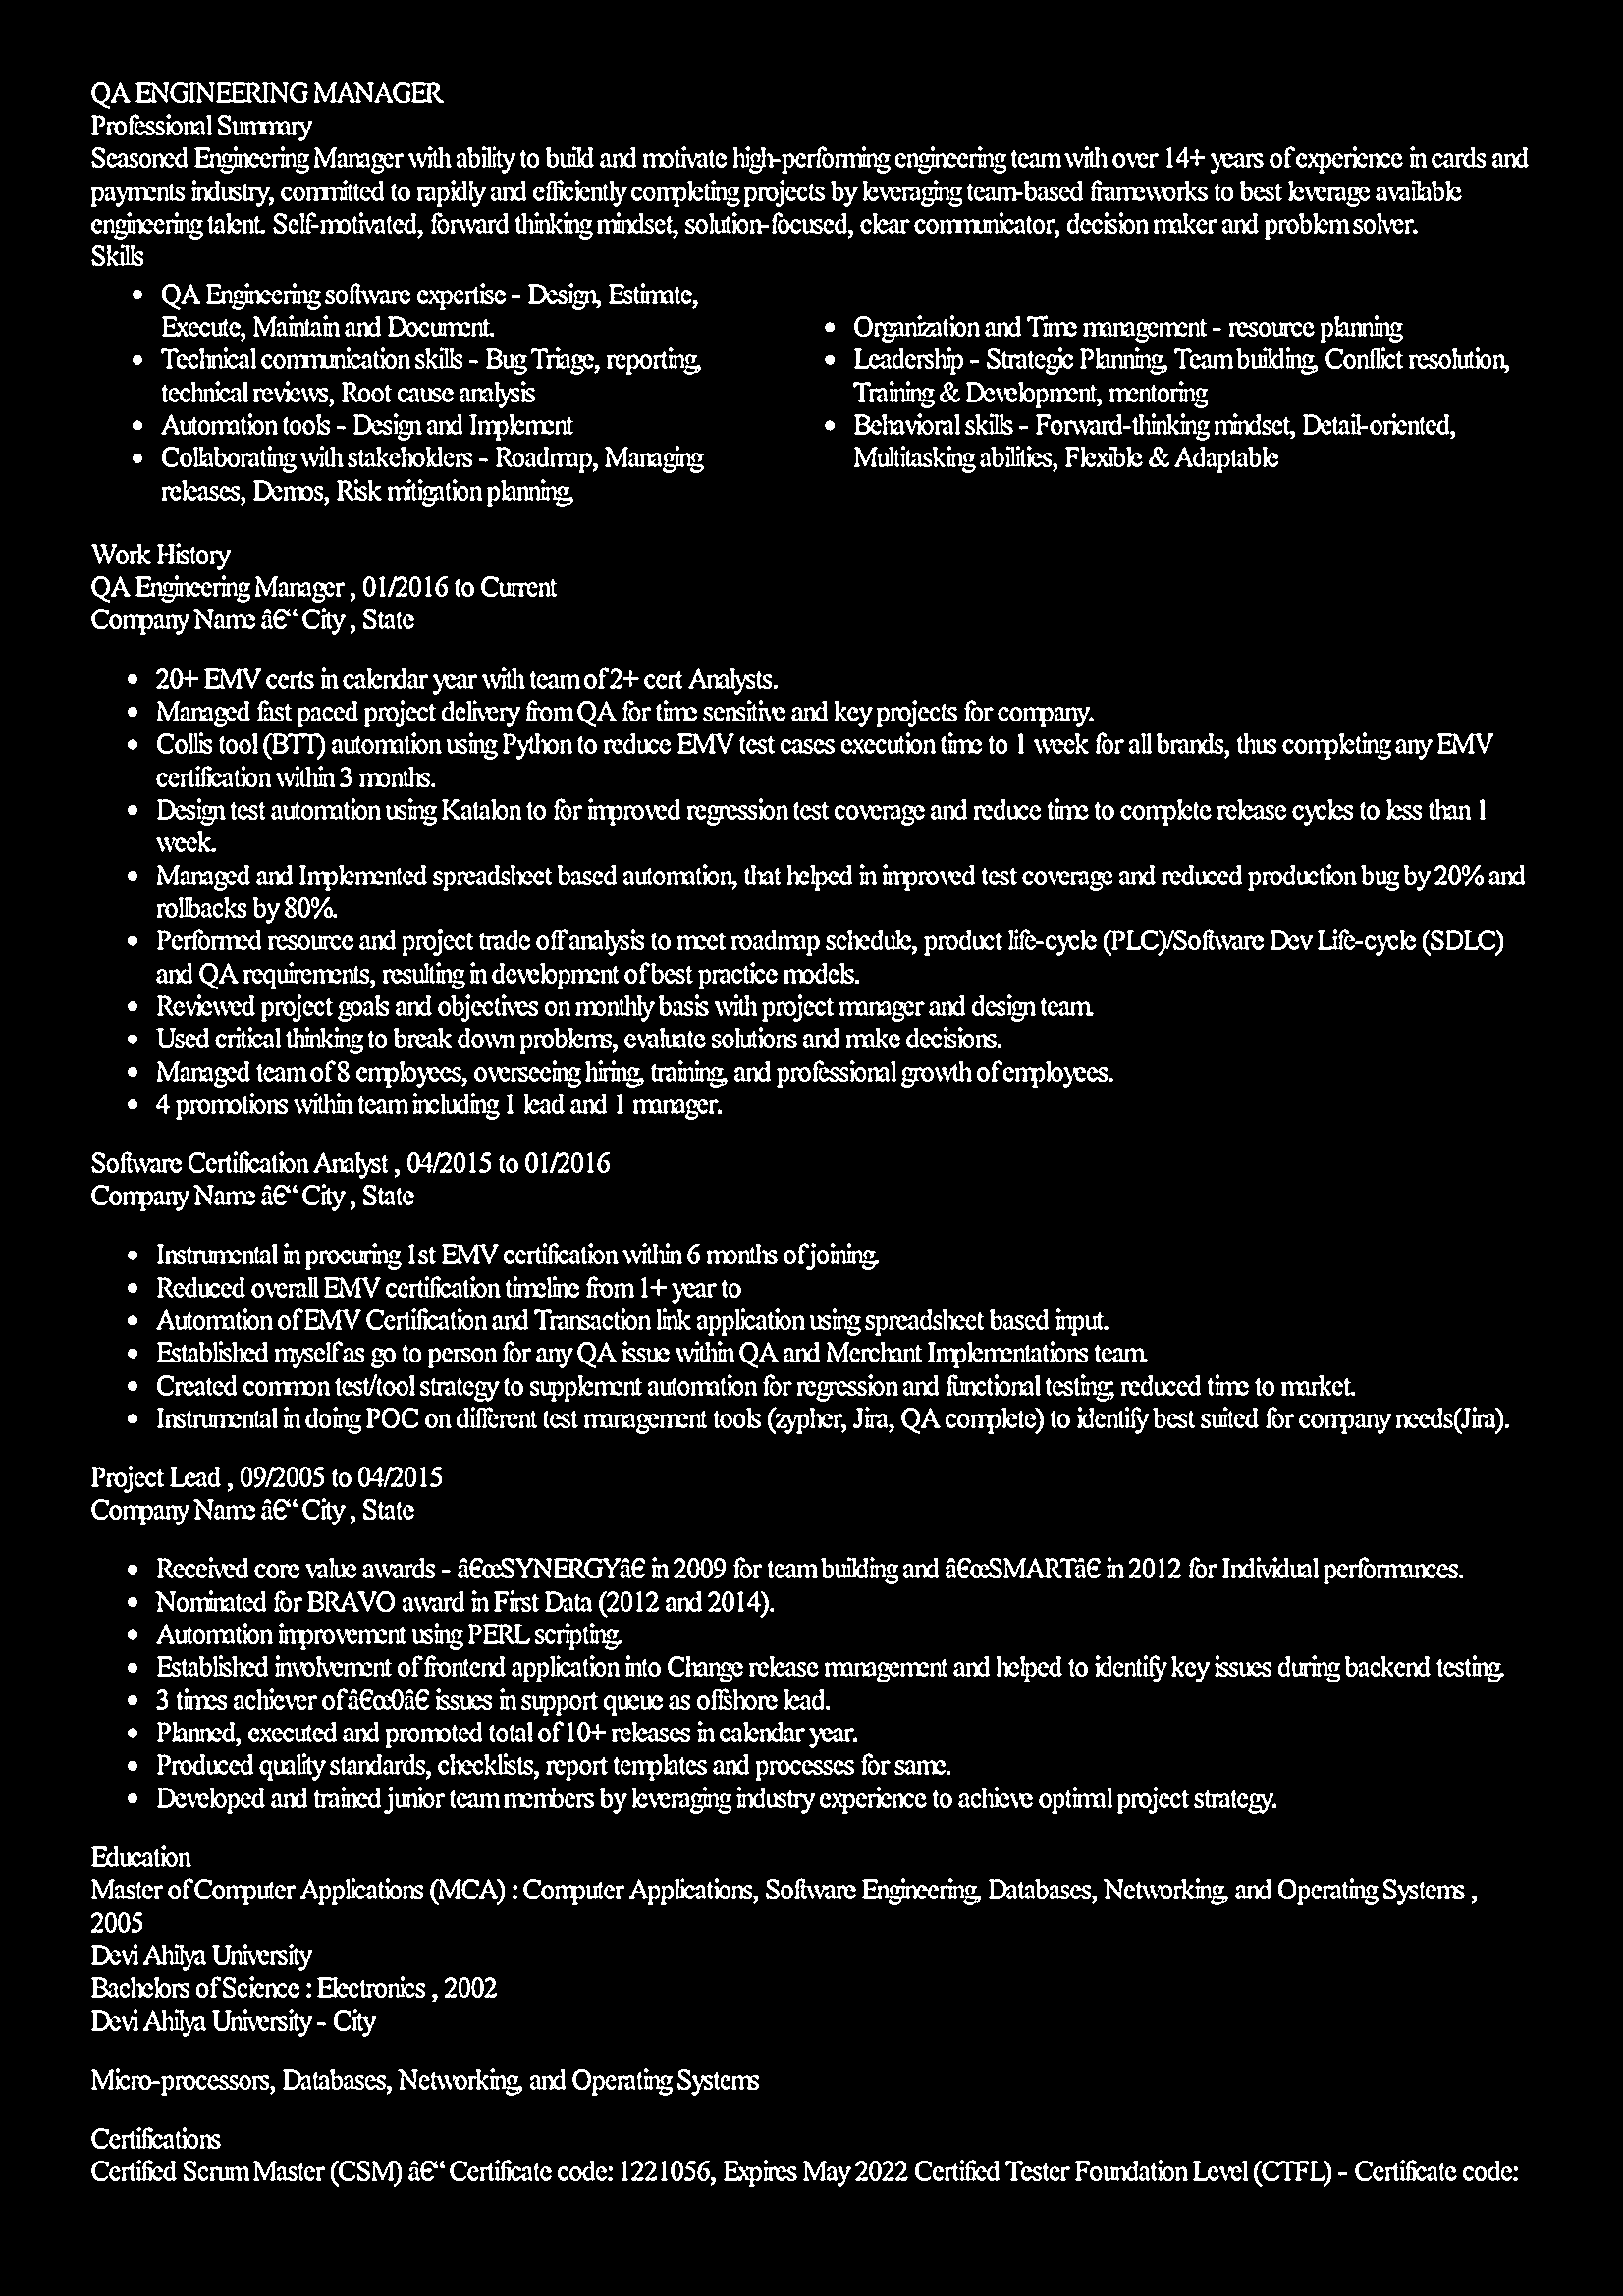 QA ENGINEERING MANAGER
Professional Summary
Seasoned Engineering Manager with ability to build and motivate high-performing engineering team with over 14+ years of experience in cards and
payments industry, committed to rapidly and efficiently completing projects by leveraging team-based frameworks to best leverage available
engineering talent. Self-motivated, forward thinking mindset, solution-focused, clear communicator, decision maker and problem solver.
Skills
• QA Engineering software expertise - Design, Estimate,
Execute, Maintain and Document.
• Technical communication skills - Bug Triage, reporting,
technical reviews, Root cause analysis
• Automation tools - Design and Implement
• Collaborating with stakeholders - Roadmap, Managing
releases, Demos, Risk mitigation planning,
• Organization and Time management - resource planning
• Leadership - Strategic Planning, Team building, Conflict resolution,
Training & Development, mentoring
• Behavioral skills - Forward-thinking mindset, Detail-oriented,
Multitasking abilities, Flexible & Adaptable
Work History
QA Engineering Manager , 01/2016 to Current
Company Name â€“ City , State
• 20+ EMV certs in calendar year with team of 2+ cert Analysts.
• Managed fast paced project delivery from QA for time sensitive and key projects for company.
• Collis tool (BTT) automation using Python to reduce EMV test cases execution time to 1 week for all brands, thus completing any EMV
certification within 3 months.
• Design test automation using Katalon to for improved regression test coverage and reduce time to complete release cycles to less than 1
week.
• Managed and Implemented spreadsheet based automation, that helped in improved test coverage and reduced production bug by 20% and
rollbacks by 80%.
• Performed resource and project trade off analysis to meet roadmap schedule, product life-cycle (PLC)/Software Dev Life-cycle (SDLC)
and QA requirements, resulting in development of best practice models.
• Reviewed project goals and objectives on monthly basis with project manager and design team.
• Used critical thinking to break down problems, evaluate solutions and make decisions.
• Managed team of 8 employees, overseeing hiring, training, and professional growth of employees.
• 4 promotions within team including 1 lead and 1 manager.
Software Certification Analyst , 04/2015 to 01/2016
Company Name â€“ City , State
• Instrumental in procuring 1st EMV certification within 6 months of joining.
• Reduced overall EMV certification timeline from 1+ year to
• Automation of EMV Certification and Transaction link application using spreadsheet based input.
• Established myself as go to person for any QA issue within QA and Merchant Implementations team.
• Created common test/tool strategy to supplement automation for regression and functional testing; reduced time to market.
• Instrumental in doing POC on different test management tools (zypher, Jira, QA complete) to identify best suited for company needs(Jira).
Project Lead , 09/2005 to 04/2015
Company Name â€“ City , State
• Received core value awards - â€œSYNERGYâ€ in 2009 for team building and â€œSMARTâ€ in 2012 for Individual performances.
• Nominated for BRAVO award in First Data (2012 and 2014).
• Automation improvement using PERL scripting.
• Established involvement of frontend application into Change release management and helped to identify key issues during backend testing.
• 3 times achiever of â€œ0â€ issues in support queue as offshore lead.
• Planned, executed and promoted total of 10+ releases in calendar year.
• Produced quality standards, checklists, report templates and processes for same.
• Developed and trained junior team members by leveraging industry experience to achieve optimal project strategy.
Education
Master of Computer Applications (MCA) : Computer Applications, Software Engineering, Databases, Networking, and Operating Systems ,
2005
Devi Ahilya University
Bachelors of Science : Electronics , 2002
Devi Ahilya University - City
Micro-processors, Databases, Networking, and Operating Systems
Certifications
Certified Scrum Master (CSM) â€“ Certificate code: 1221056, Expires May 2022 Certified Tester Foundation Level (CTFL) - Certificate code: